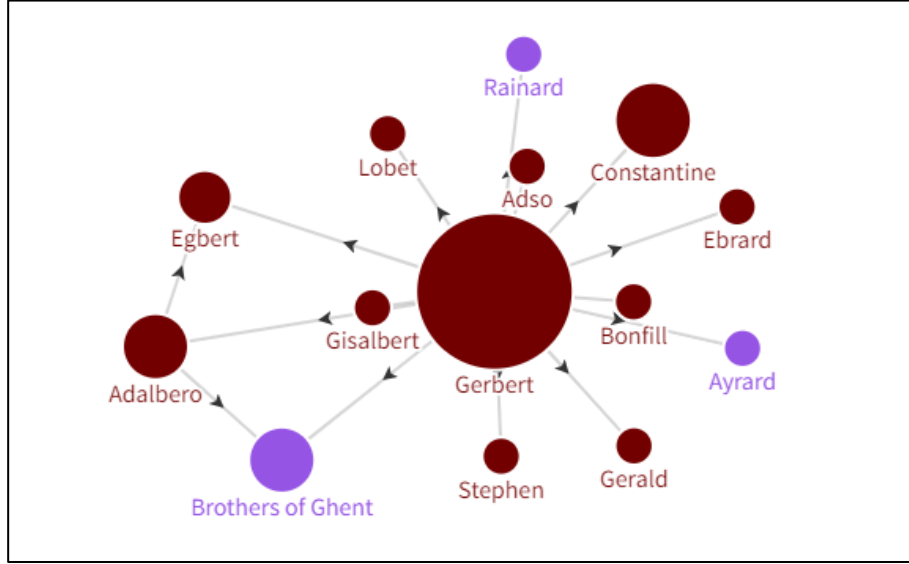 Rainard
Lobet
Constantine
Adso
Egbert
Ebrard
Gisalbert
Bonfill
Adalbero
Gerbert
Ayrard
Stephen
Gerald
Brothers of Ghent